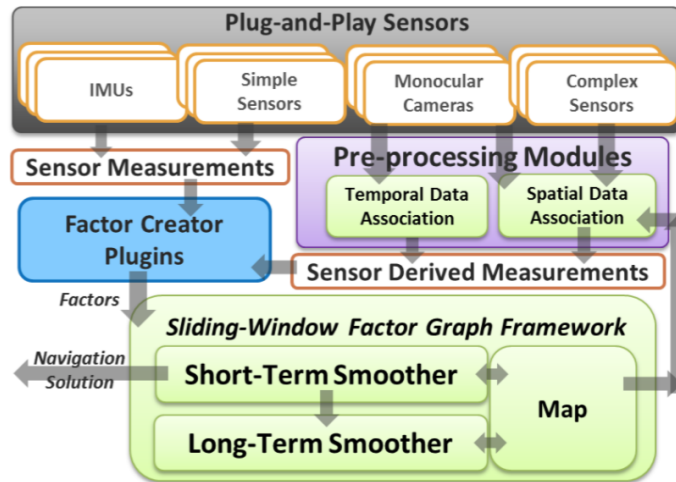 Plug-and-Play Sensors
IMUs
Simple
Sensors
Monocular
Cameras
Complex
Sensors
Sensor Measurements
Pre-processing Modules
Temporal Data
Association
Spatial Data
Association
Factor Creator
Plugins
Sensor Derived Measurements
Factors
Sliding-Window Factor Graph Framework
Navigation
Solution
Short-Term Smoother
Map
Long-Term Smoother